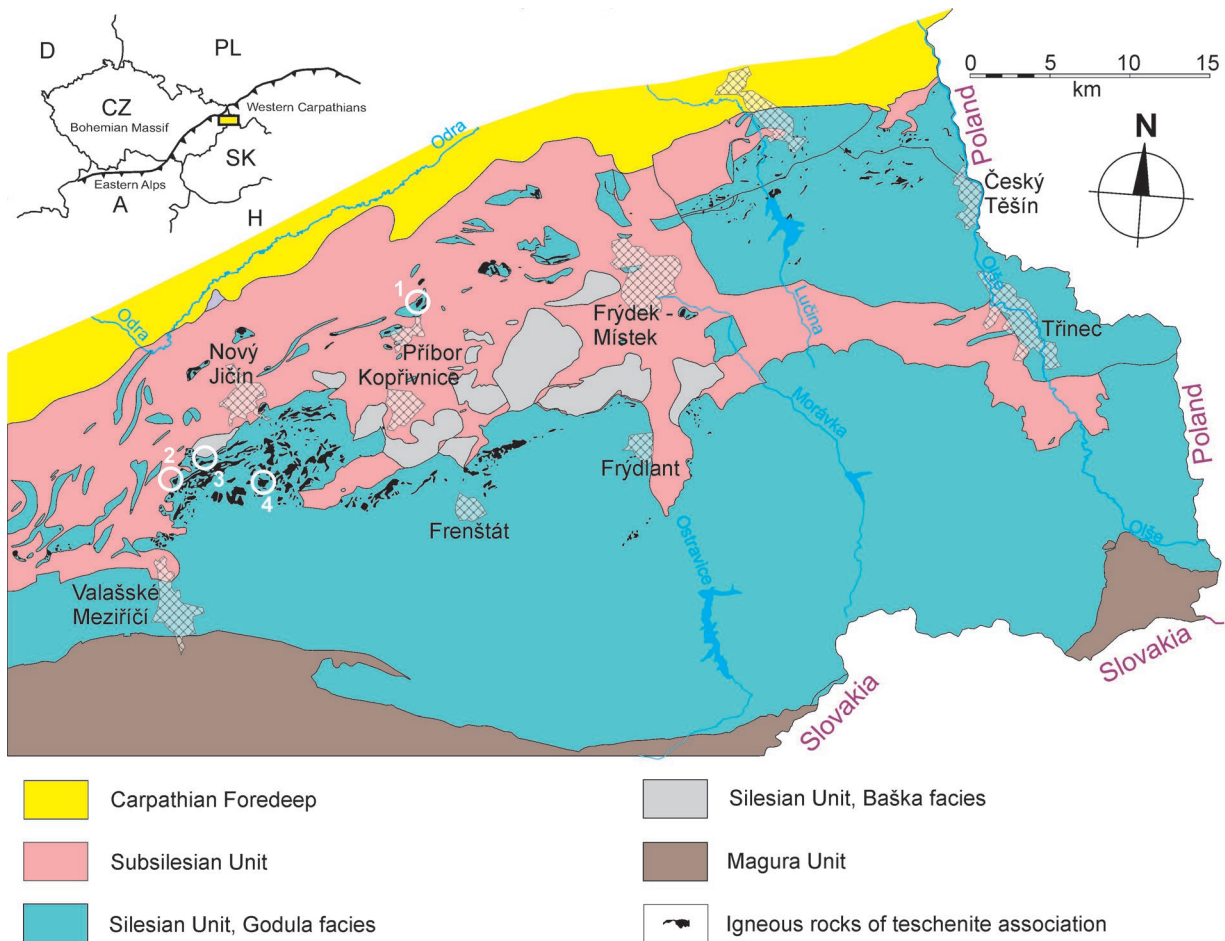 D
PL
CZ
Bohemian Massif
Western Carpathians
SK
Eastern Alps
A
H
0 5 10 15
km
N
Poland
Odra
Český
Těšín
Olše
Lučina
Třinec
Frýdek -
Místek
1
Odra
Nový
Jičín
Příbor
Kopřivnice
Morávka
Poland
2
3
4
Frýdlant
Frenštát
Ostravice
Olše
Valašské
Meziříčí
Slovakia
Slovakia
Carpathian Foredeep
Subsilesian Unit
Silesian Unit, Godula facies
Silesian Unit, Baška facies
Magura Unit
Igneous rocks of teschenite association